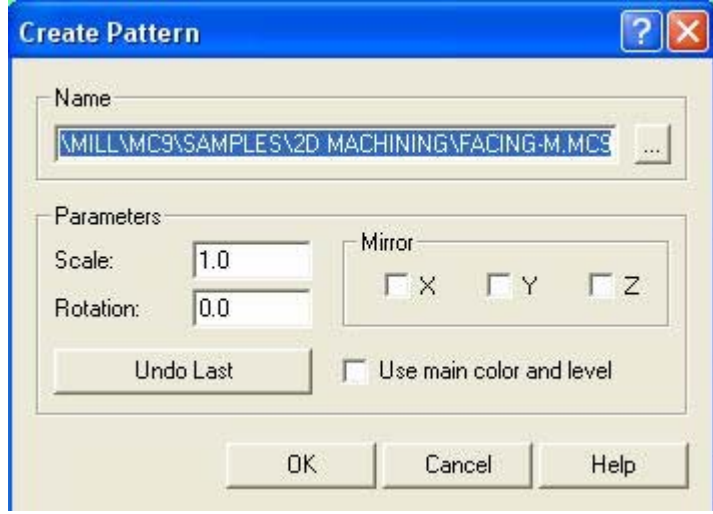 Create Pattern
Name
\MILL\MC9\SAMPLES\2D MACHINING\FACING-M.MC9
...
Parameters
Scale: 1.0
Mirror
X Y Z
Rotation: 0.0
Undo Last
Use main color and level
OK Cancel Help